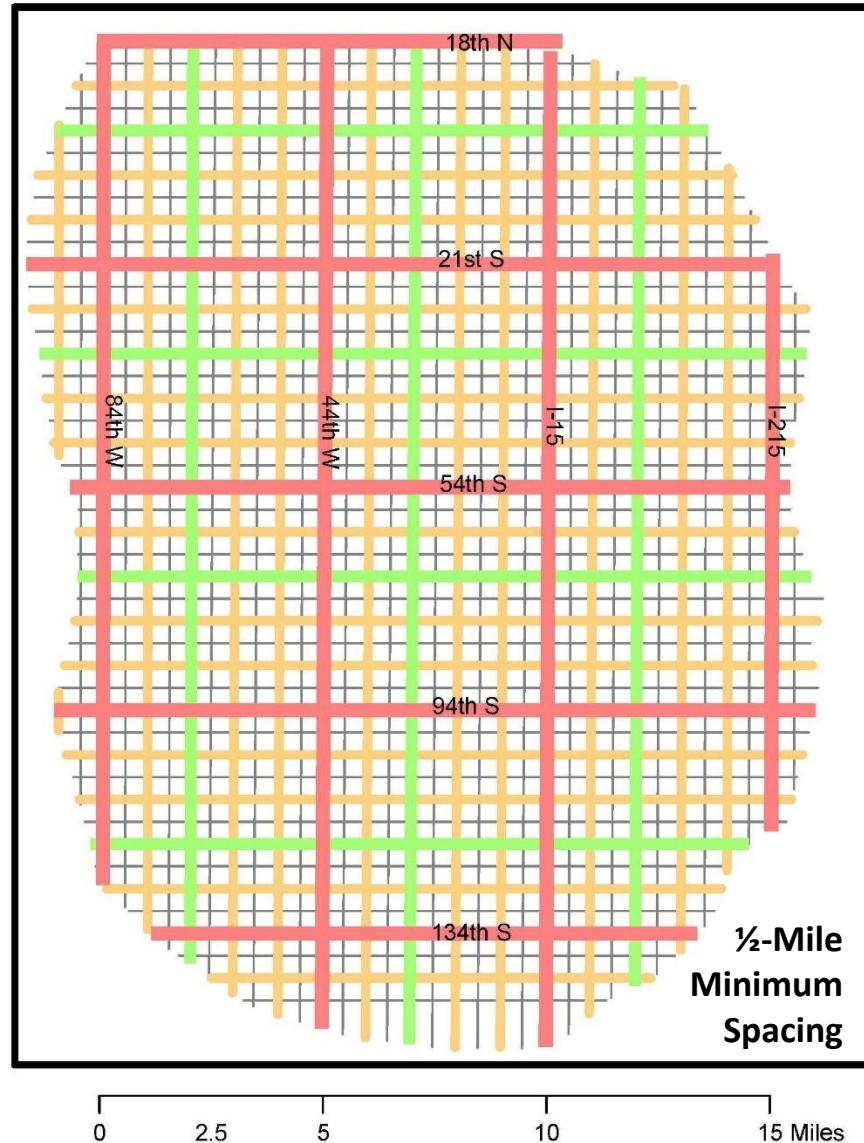 18th N
21st S
84th W
44th W
I-15
I-215
54th S
94th S
134th S
½-Mile
Minimum
Spacing
0 2.5 5 10 15 Miles